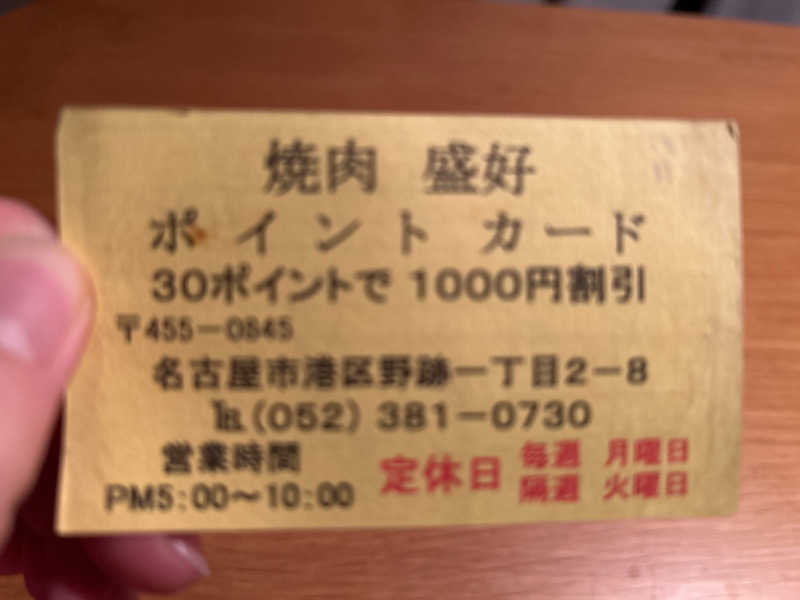 焼肉 盛好
ポイントカード
30ポイントで 1000円割引
〒455-0845
名古屋市港区野跡一丁目2-8
℡(052)381-0730
営業時間
PM5:00~10:00
定休日
毎週 月曜日
隔週 火曜日